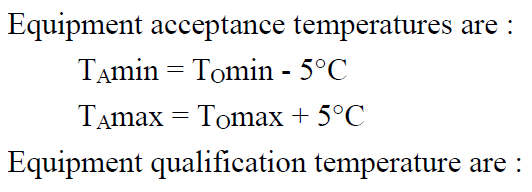 Equipment acceptance temperatures are :
TAmin = TOmin - 5°C
TAmax = TOmax + 5°C
Equipment qualification temperature are :